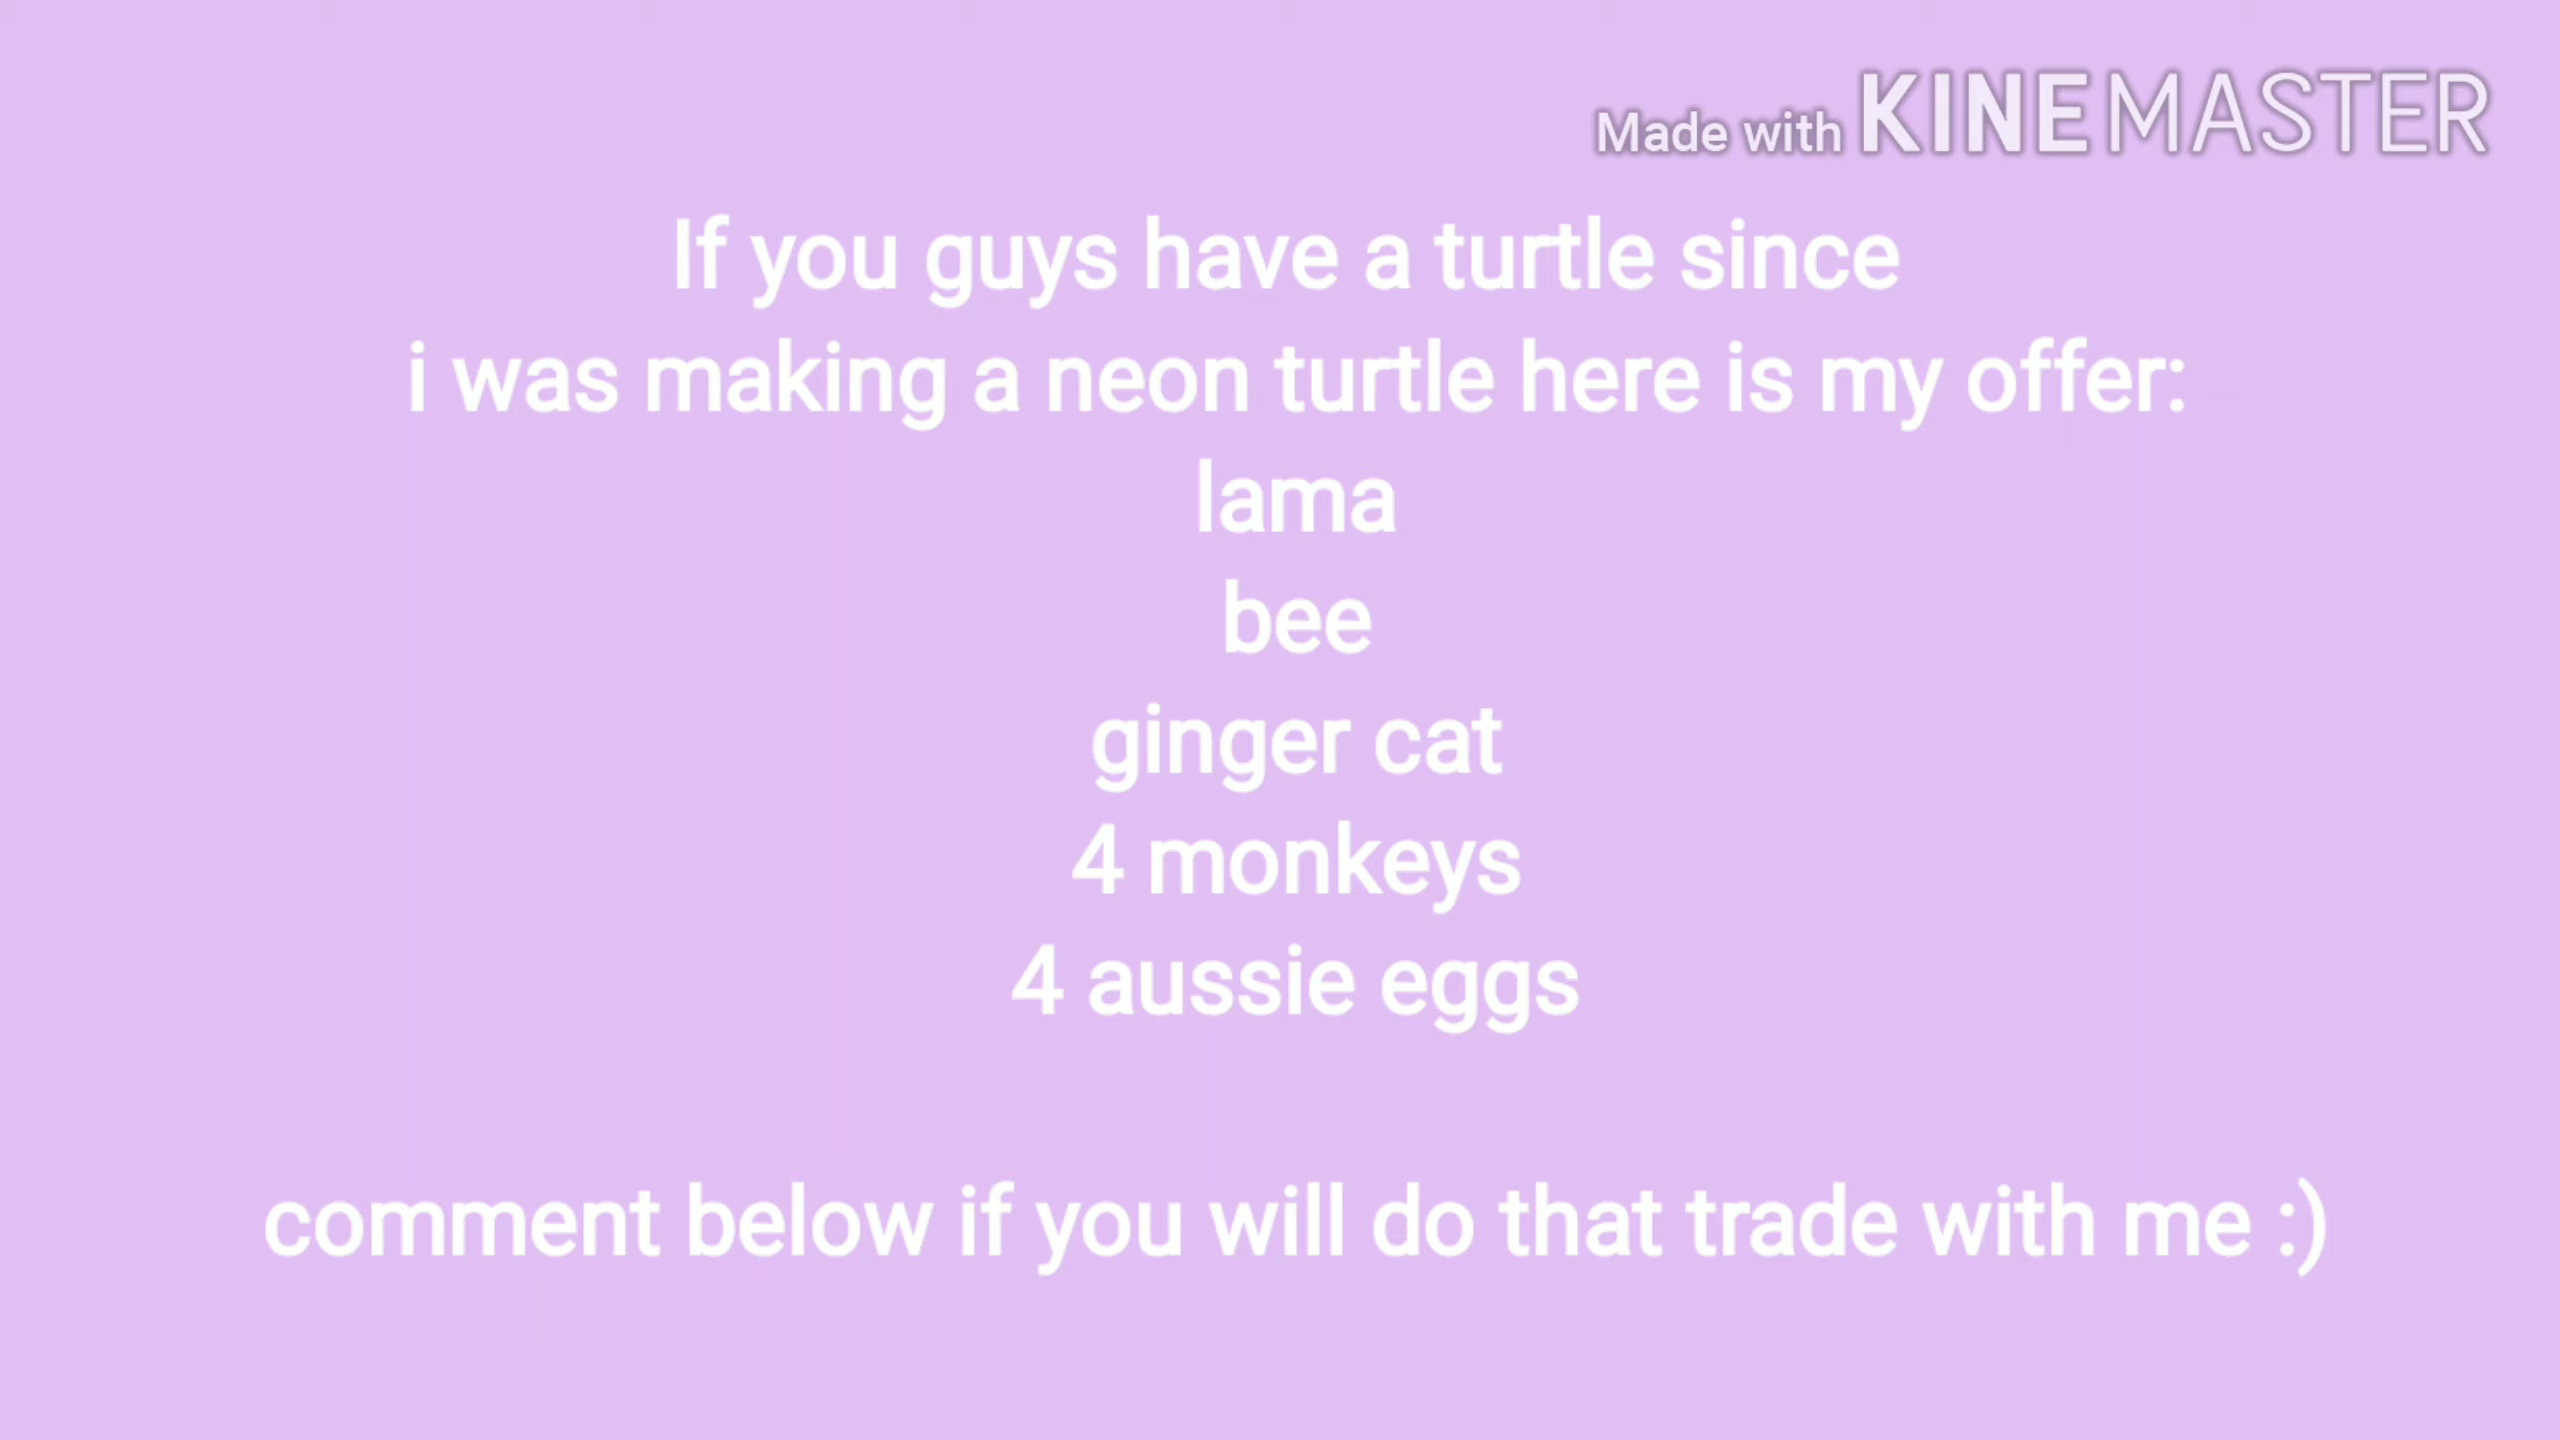 Made with KINEMASTER
If you guys have a turtle since
i was making a neon turtle here is my offer:
lama
bee
ginger cat
4 monkeys
4 aussie eggs
comment below if you will do that trade with me :)